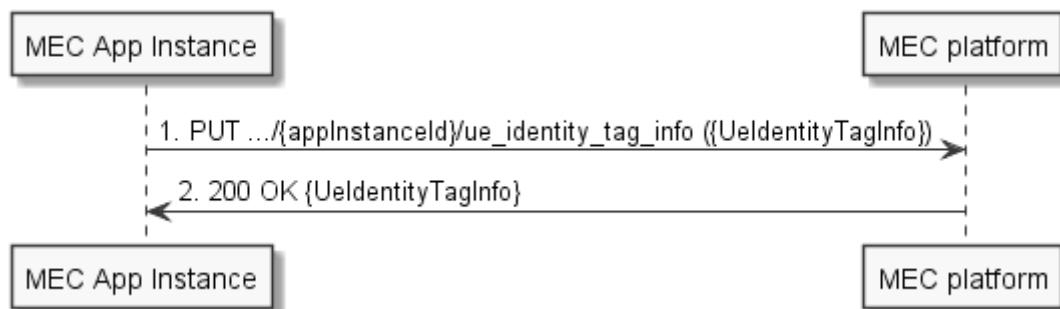 MEC App Instance
MEC platform
1. PUT .../{appInstanceId}/ue_identity_tag_info ({UeIdentityTagInfo})
2. 200 OK {UeIdentityTagInfo}
MEC App Instance
MEC platform